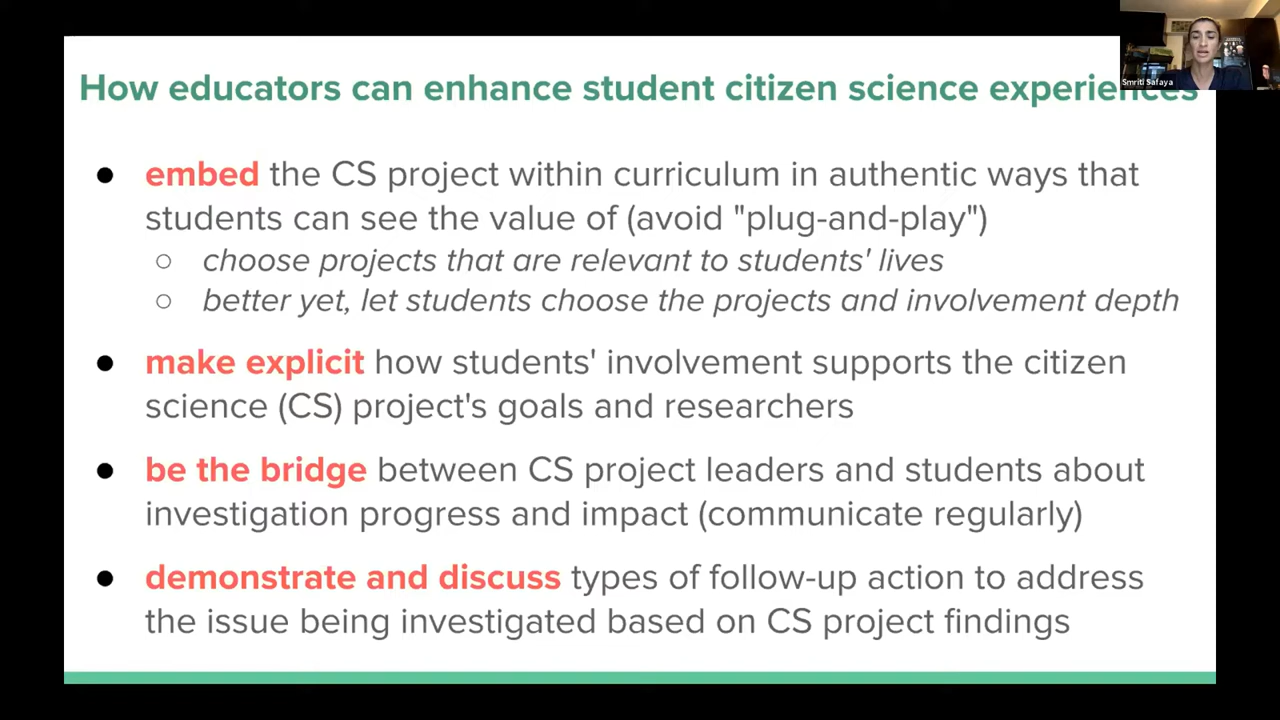 How educators can enhance student citizen science experiences
Smriti Safaya
● embed the CS project within curriculum in authentic ways that
students can see the value of (avoid "plug-and-play")
○ choose projects that are relevant to students' lives
○ better yet, let students choose the projects and involvement depth
● make explicit how students' involvement supports the citizen
science (CS) project's goals and researchers
● be the bridge between CS project leaders and students about
investigation progress and impact (communicate regularly)
● demonstrate and discuss types of follow-up action to address
the issue being investigated based on CS project findings